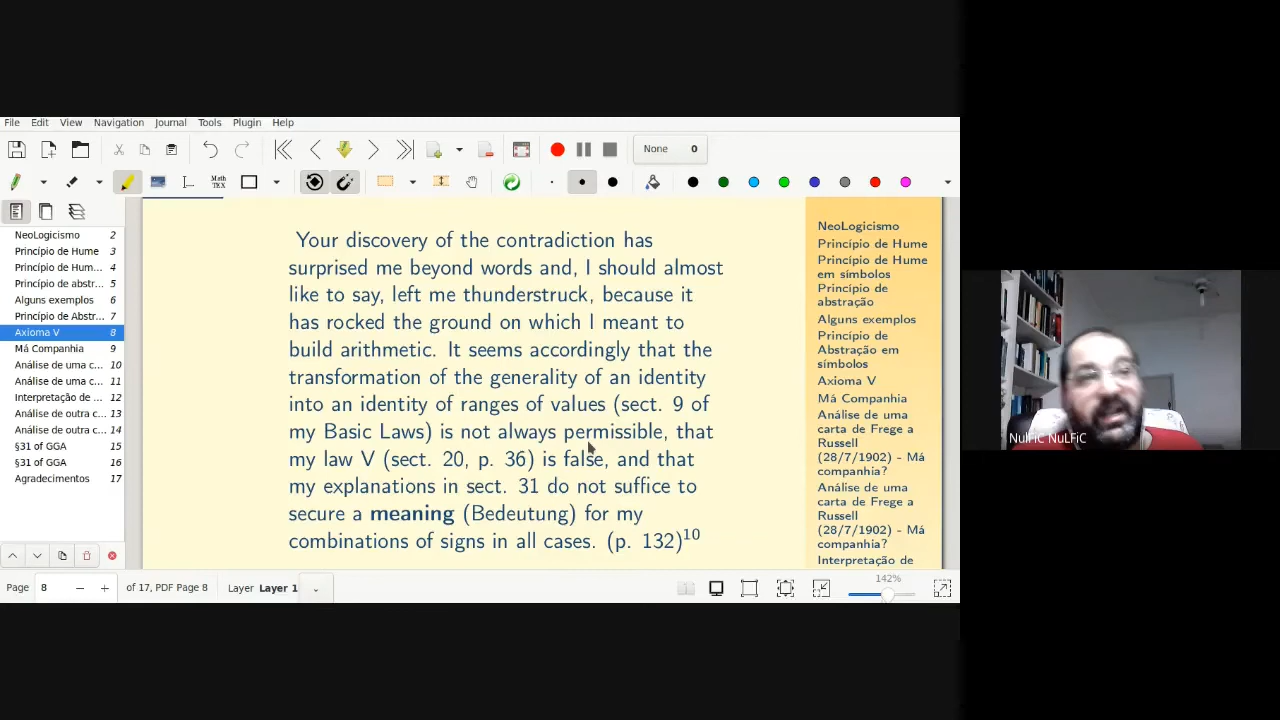 File Edit View Navigation Journal Tools Plugin Help
None 0
Math TEX
NeoLogicismo 2
Princípio de Hume 3
Princípio de Hum... 4
Princípio de abstr... 5
Alguns exemplos 6
Princípio de Abstr... 7
Axioma V 8
Má Companhia 9
Análise de uma c... 10
Análise de uma c... 11
Interpretação de ... 12
Análise de outra c... 13
Análise de outra c... 14
§31 of GGA 15
§31 of GGA 16
Agradecimentos 17
Your discovery of the contradiction has
surprised me beyond words and, I should almost
like to say, left me thunderstruck, because it
has rocked the ground on which I meant to
build arithmetic. It seems accordingly that the
transformation of the generality of an identity
into an identity of ranges of values (sect. 9 of
my Basic Laws) is not always permissible, that
my law V (sect. 20, p. 36) is false, and that
my explanations in sect. 31 do not suffice to
secure a meaning (Bedeutung) for my
combinations of signs in all cases. (p. 132)10
NeoLogicismo
Princípio de Hume
Princípio de Hume
em símbolos
Princípio de
abstração
Alguns exemplos
Princípio de
Abstração em
símbolos
Axioma V
Má Companhia
Análise de uma
carta de Frege a
Russell
(28/7/1902) - Má
companhia?
Análise de uma
carta de Frege a
Russell
(28/7/1902) - Má
companhia?
Interpretação de
Page 8 of 17, PDF Page 8 Layer Layer 1 142%
NulFiC NuLFiC